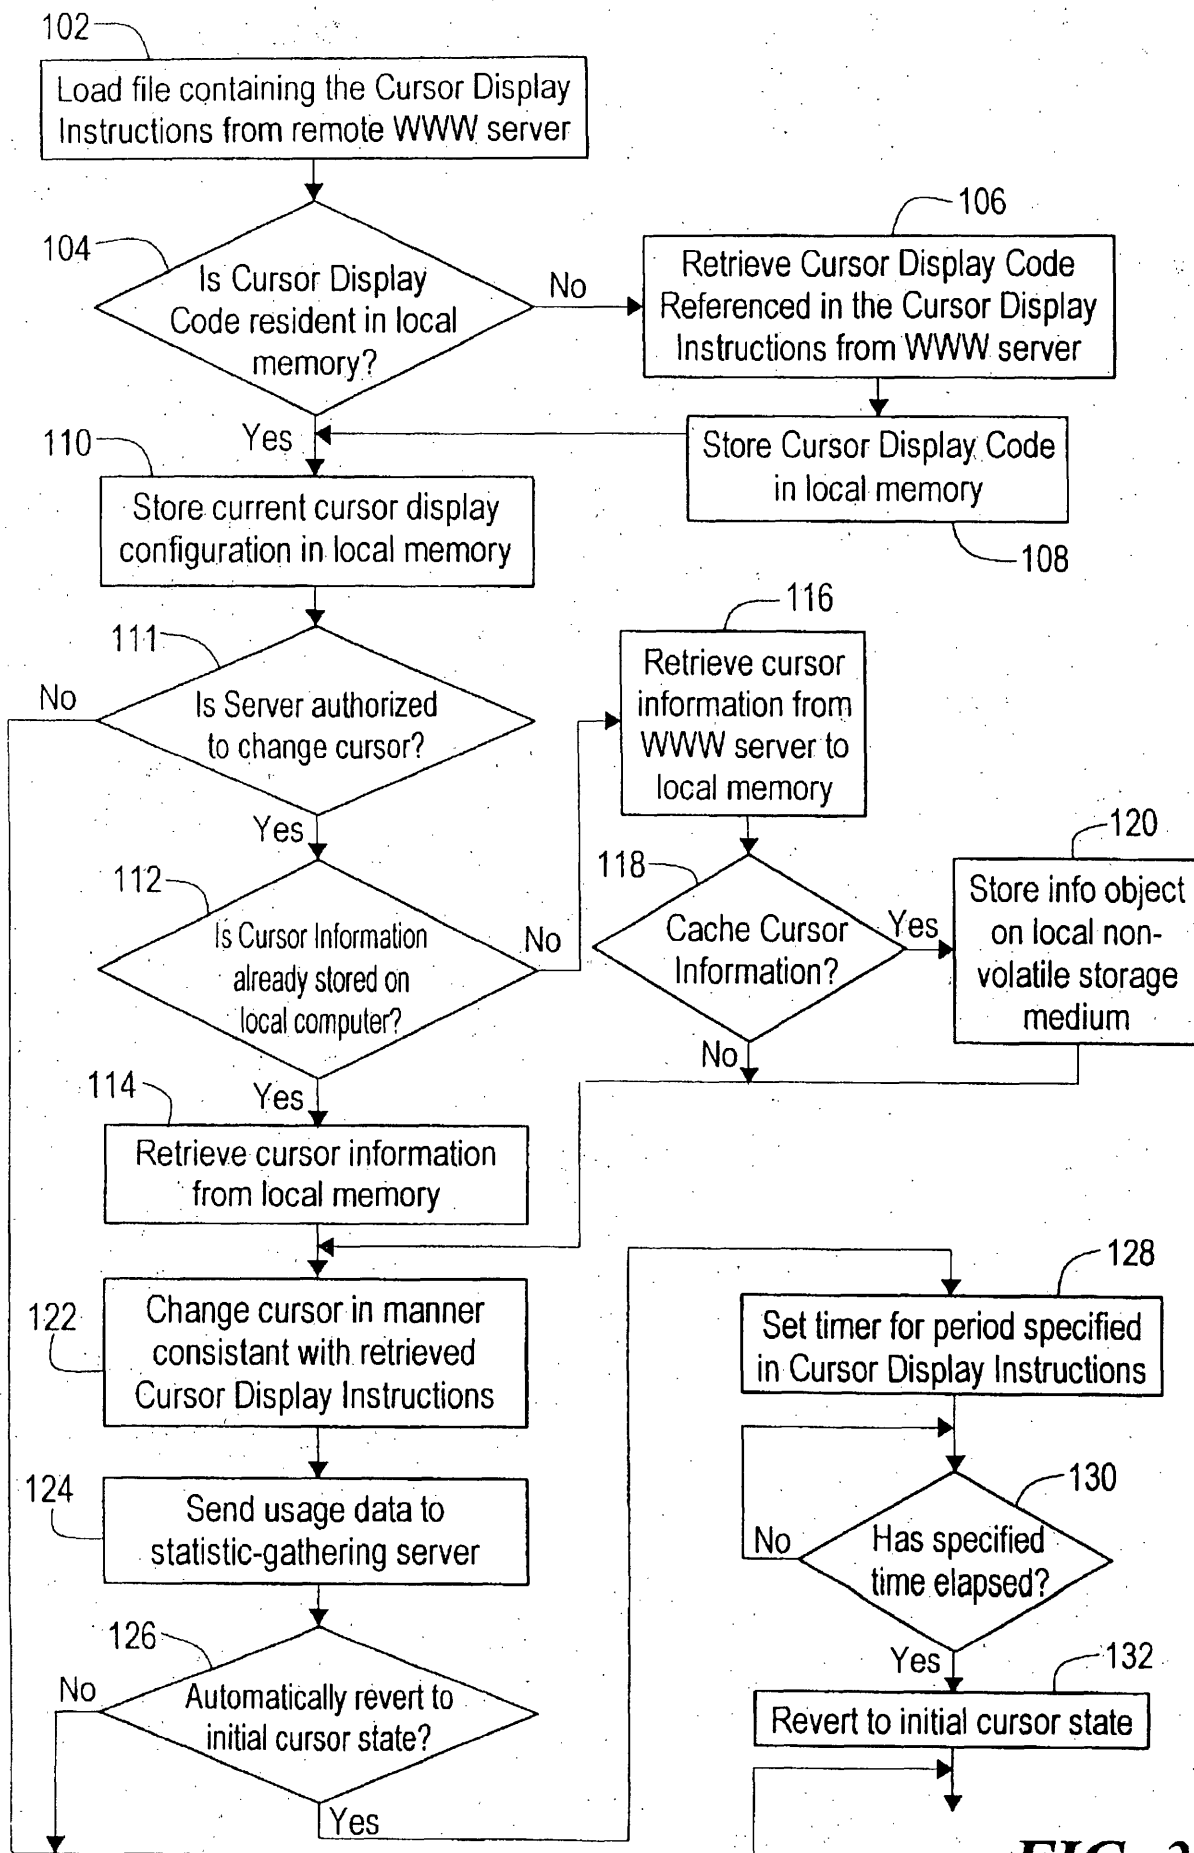 102
Load file containing the Cursor Display
Instructions from remote WWW server
104
Is Cursor Display
Code resident in local
memory?
No
106
Retrieve Cursor Display Code
Referenced in the Cursor Display
Instructions from WWW server
Yes
Store Cursor Display Code
in local memory
108
110
Store current cursor display
configuration in local memory
111
No
Is Server authorized
to change cursor?
Yes
116
Retrieve cursor
information from
WWW server to
local memory
112
Is Cursor Information
already stored on
local computer?
No
118
Cache Cursor
Information?
Yes
120
Store info object
on local non-
volatile storage
medium
No
Yes
114
Retrieve cursor information
from local memory
122
Change cursor in manner
consistant with retrieved
Cursor Display Instructions
124
Send usage data to
statistic-gathering server
126
No
Automatically revert to
initial cursor state?
Yes
128
Set timer for period specified
in Cursor Display Instructions
130
No
Has specified
time elapsed?
Yes
132
Revert to initial cursor state
FIG.